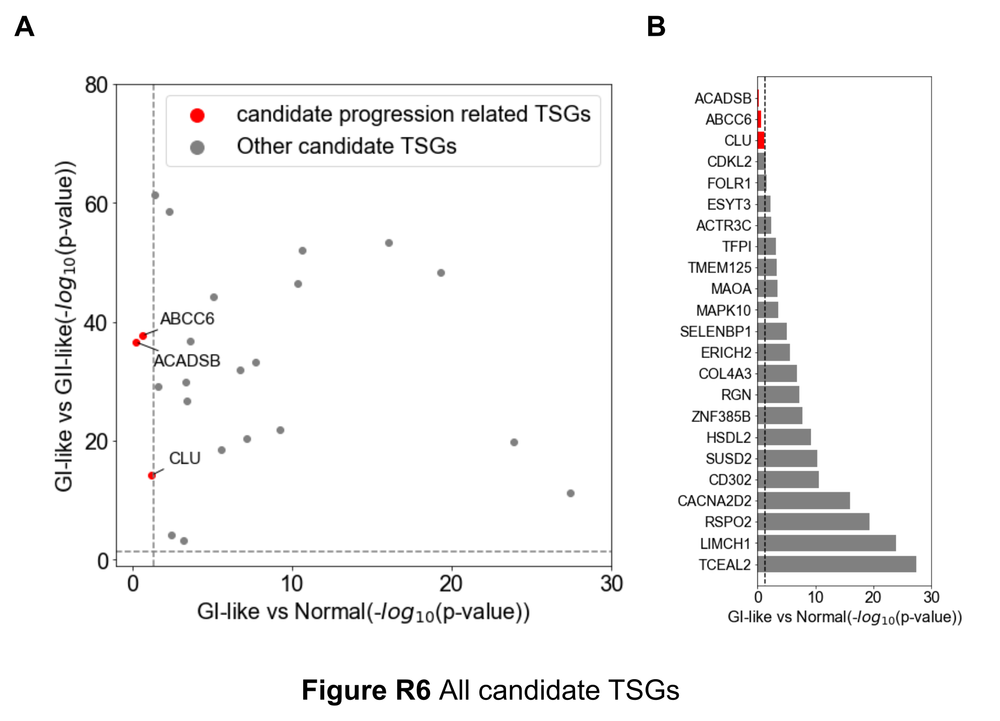 A
B
80
60
40
20
0
0
10
20
30
GI-like vs GII-like(-log10(p-value))
GI-like vs Normal(-log10(p-value))
candidate progression related TSGs
Other candidate TSGs
ABCC6
ACADSB
CLU
ACADSB
ABCC6
CLU
CDKL2
FOLR1
ESYT3
ACTR3C
TFPI
TMEM125
MAOA
MAPK10
SELENBP1
ERICH2
COL4A3
RGN
ZNF385B
HSDL2
SUSD2
CD302
CACNA2D2
RSPO2
LIMCH1
TCEAL2
0
10
20
30
GI-like vs Normal(-log10(p-value))
Figure R6 All candidate TSGs